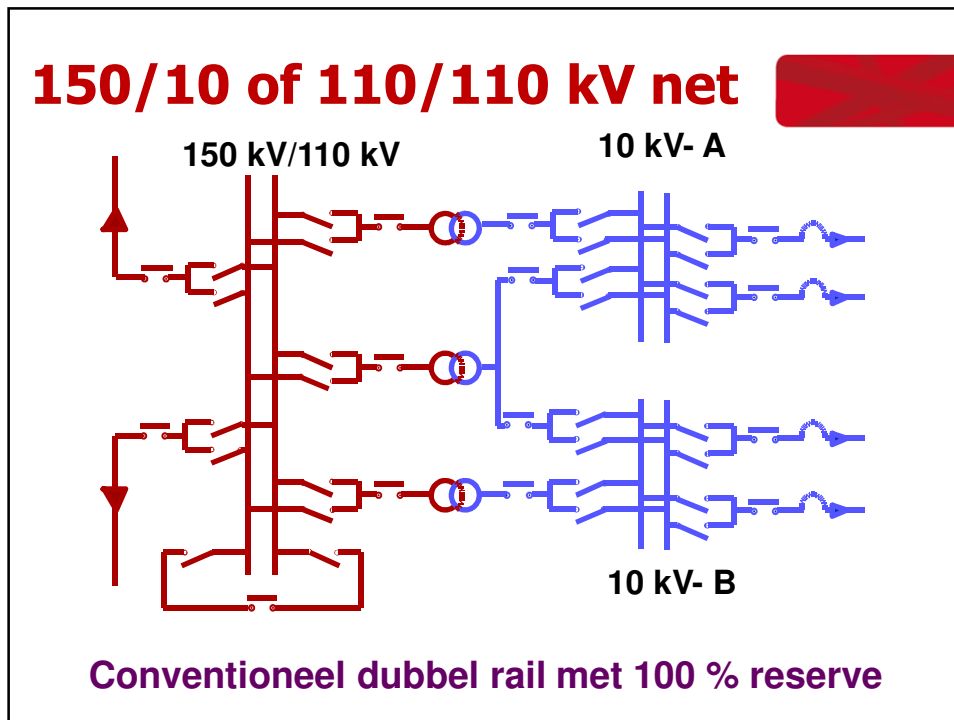 150/10 of 110/110 kV net
150 kV/110 kV
10 kV- A
10 kV- B
Conventioneel dubbel rail met 100 % reserve